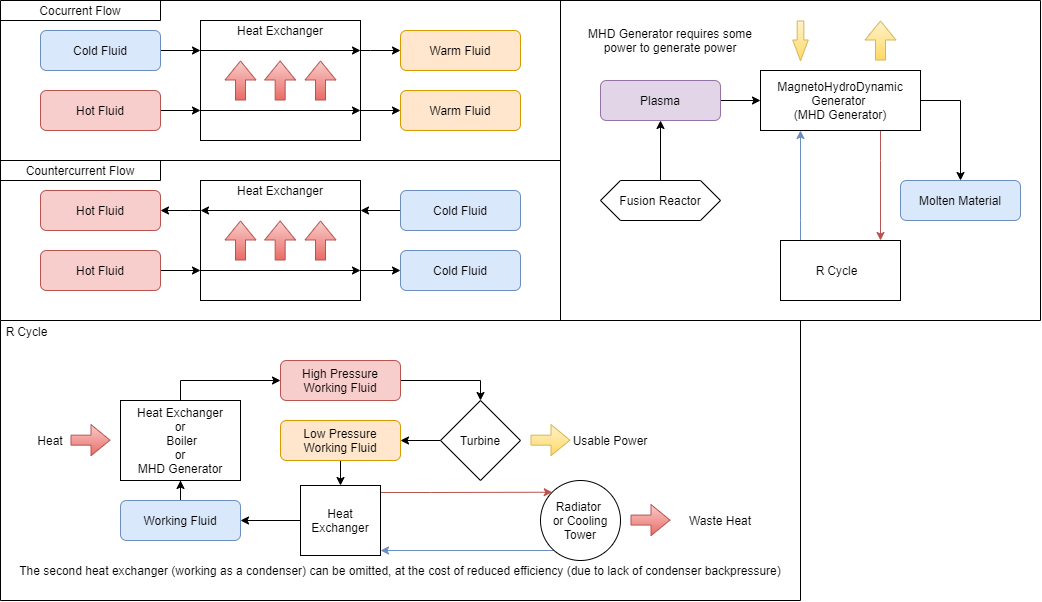 Cocurrent Flow
Cold Fluid
Heat Exchanger
Warm Fluid
Hot Fluid
Warm Fluid
Countercurrent Flow
Hot Fluid
Heat Exchanger
Cold Fluid
Hot Fluid
Cold Fluid
MHD Generator requires some
power to generate power
Plasma
MagnetoHydroDynamic
Generator
(MHD Generator)
Fusion Reactor
Molten Material
R Cycle
R Cycle
Heat
Heat Exchanger
or
Boiler
or
MHD Generator
High Pressure
Working Fluid
Low Pressure
Working Fluid
Turbine
Usable Power
Working Fluid
Heat
Exchanger
Radiator
or Cooling
Tower
Waste Heat
The second heat exchanger (working as a condenser) can be omitted, at the cost of reduced efficiency (due to lack of condenser backpressure)